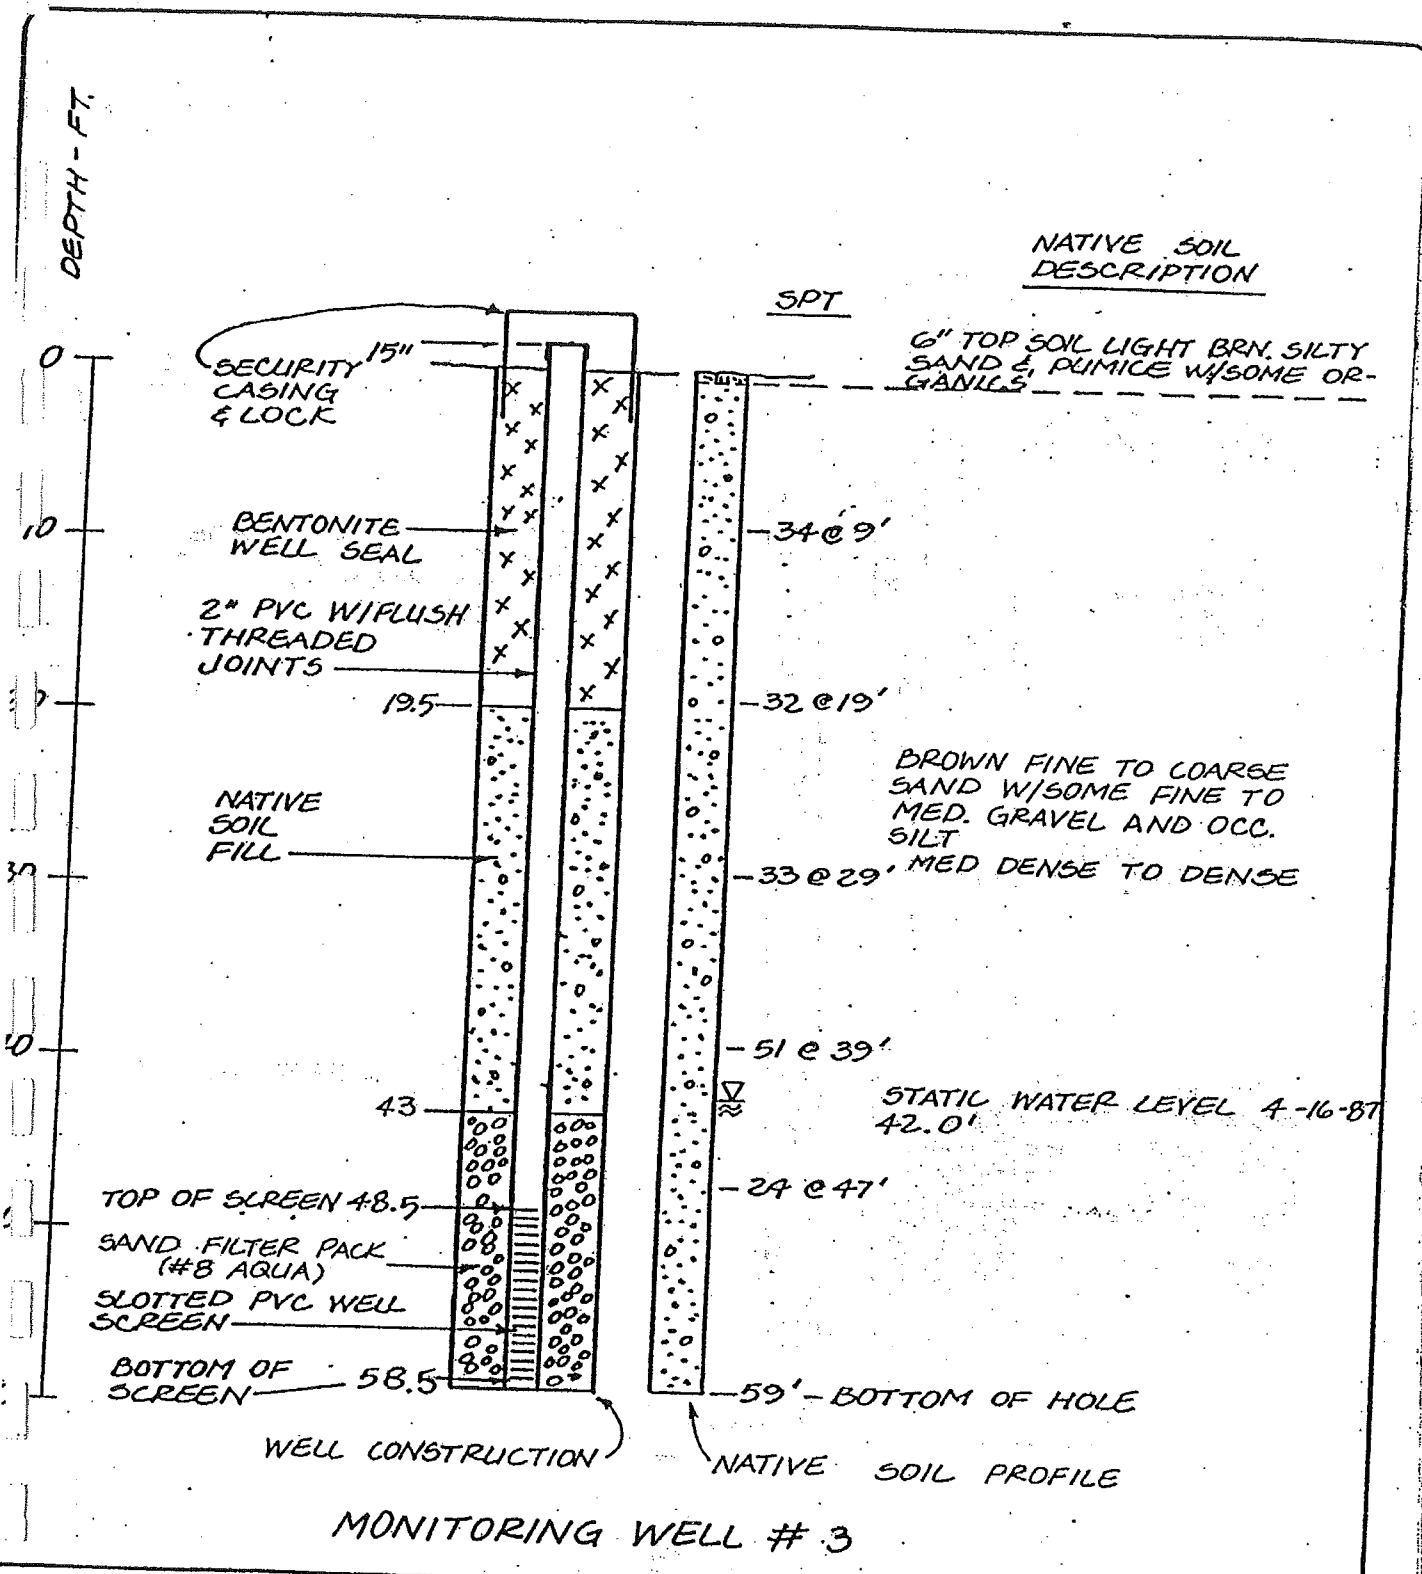 DEPTH - FT.
NATIVE SOIL
DESCRIPTION
SPT
6" TOP SOIL LIGHT BRN. SILTY
SAND & PUMICE W/SOME OR-
GANICS
0
15"
SECURITY
CASING
& LOCK
10
BENTONITE
WELL SEAL
34 @ 9'
2" PVC W/FLUSH
THREADED
JOINTS
19.5
32 @ 19'
BROWN FINE TO COARSE
SAND W/SOME FINE TO
MED. GRAVEL AND OCC.
SILT
MED DENSE TO DENSE
NATIVE
SOIL
FILL
30
33 @ 29'
51 @ 39'
43
STATIC WATER LEVEL 4-16-87
42.0'
24 @ 47'
TOP OF SCREEN 48.5
SAND FILTER PACK
(#8 AQUA)
SLOTTED PVC WELL
SCREEN
BOTTOM OF
SCREEN
58.5
59' - BOTTOM OF HOLE
WELL CONSTRUCTION
NATIVE SOIL PROFILE
MONITORING WELL # 3